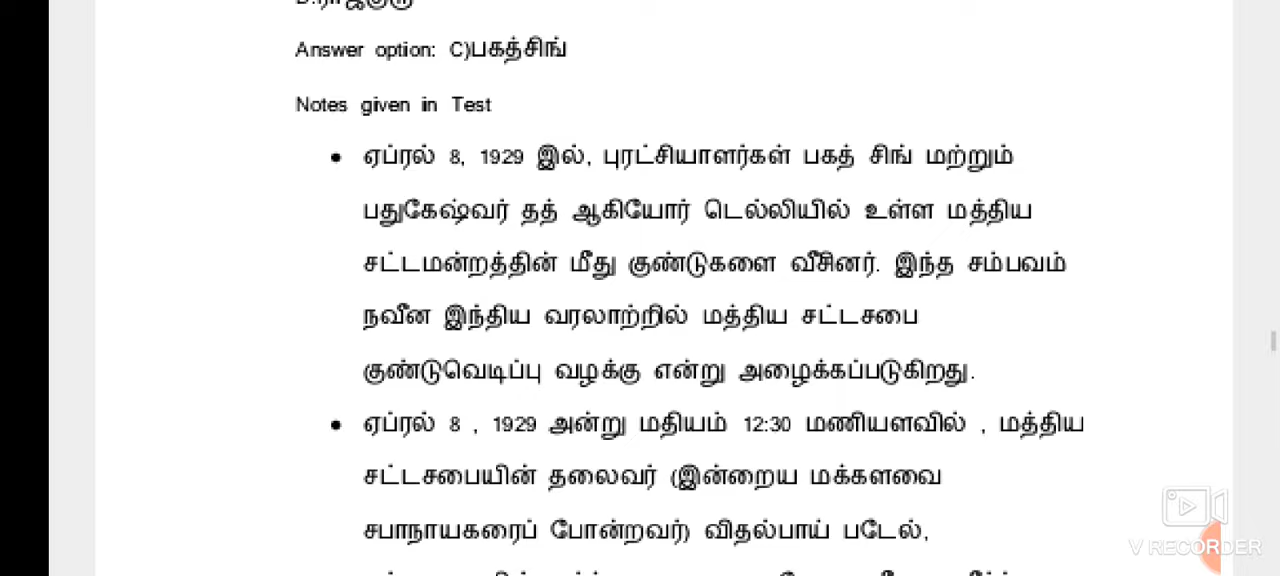 Answer option: C)பகத்சிங்
Notes given in Test
• ஏப்ரல் 8, 1929 இல், புரட்சியாளர்கள் பகத் சிங் மற்றும்
பதுகேஷ்வர் தத் ஆகியோர் டெல்லியில் உள்ள மத்திய
சட்டமன்றத்தின் மீது குண்டுகளை வீசினர். இந்த சம்பவம்
நவீன இந்திய வரலாற்றில் மத்திய சட்டசபை
குண்டுவெடிப்பு வழக்கு என்று அழைக்கப்படுகிறது.
• ஏப்ரல் 8 , 1929 அன்று மதியம் 12:30 மணியளவில் , மத்திய
சட்டசபையின் தலைவர் (இன்றைய மக்களவை
சபாநாயகரைப் போன்றவர்) விதல்பாய் படேல்,
V RECORDER